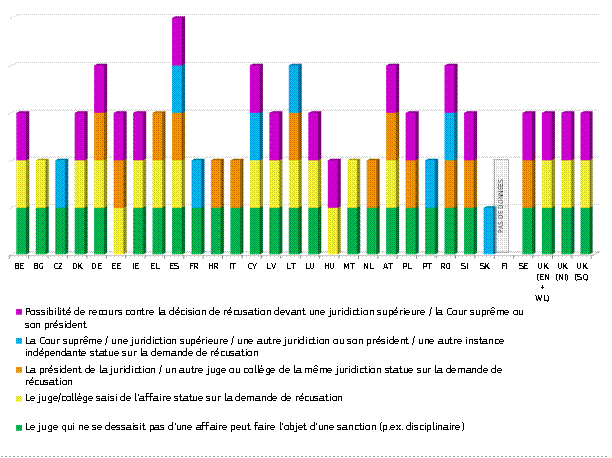 PAS DE DONNÉES
BE BG CZ DK DE EE IE EL ES FR HR IT CY LV LT LU HU MT NL AT PL PT RO SI SK FI SE UK UK UK
(EN (NI) (SC)
+
WL)
Possibilité de recours contre la décision de récusation devant une juridiction supérieure / la Cour suprême ou
son président
La Cour suprême / une juridiction supérieure / une autre juridiction ou son président / une autre instance
indépendante statue sur la demande de récusation
La président de la juridiction / un autre juge ou collège de la même juridiction statue sur la demande de
récusation
Le juge/collège saisi de l'affaire statue sur la demande de récusation
Le juge qui ne se dessaisit pas d'une affaire peut faire l'objet d'une sanction (p.ex. disciplinaire)